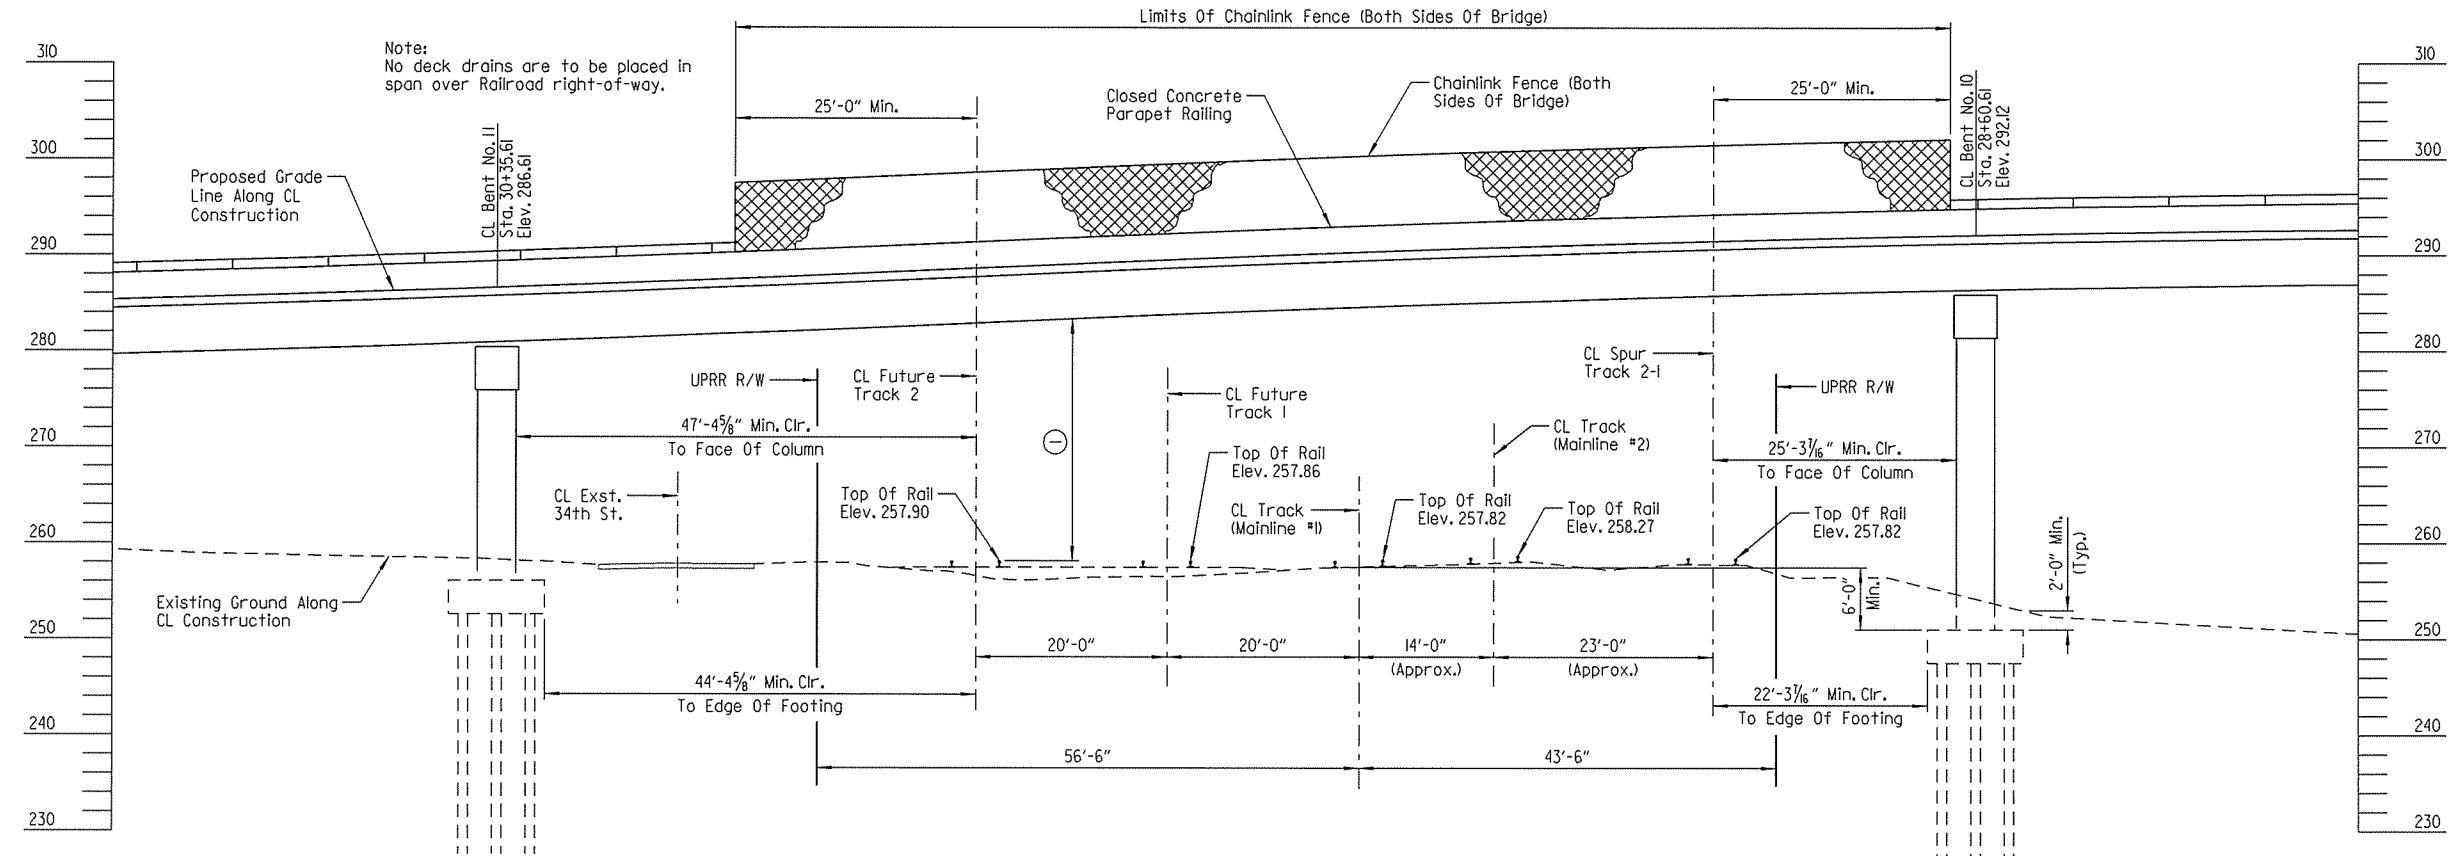 Limits Of Chainlink Fence (Both Sides Of Bridge)
310
310
Note:
No deck drains are to be placed in
span over Railroad right-of-way.
25'-0" Min.
Closed Concrete
Parapet Railing
Chainlink Fence (Both
Sides Of Bridge)
25'-0" Min.
CL Bent No. 10
Sta. 28+60.61
Elev. 292.12
CL Bent No. 11
Sta. 30+35.61
Elev. 286.61
300
300
Proposed Grade
Line Along CL
Construction
290
290
280
280
UPRR R/W
CL Future
Track 2
CL Future
Track 1
CL Spur
Track 2-1
UPRR R/W
47'-4⅝" Min. Clr.
To Face Of Column
1
CL Track
(Mainline #2)
270
270
25'-3⁷⁄₁₆" Min. Clr.
To Face Of Column
Top Of Rail
Elev. 257.86
CL Exst.
34th St.
Top Of Rail
Elev. 257.90
CL Track
(Mainline #1)
Top Of Rail
Elev. 257.82
Top Of Rail
Elev. 258.27
Top Of Rail
Elev. 257.82
260
260
2'-0" Min.
(Typ.)
6'-0"
Min.
Existing Ground Along
CL Construction
250
250
20'-0"
20'-0"
14'-0"
(Approx.)
23'-0"
(Approx.)
44'-4⅝" Min. Clr.
To Edge Of Footing
22'-3⁷⁄₁₆" Min. Clr.
To Edge Of Footing
240
240
56'-6"
43'-6"
230
230